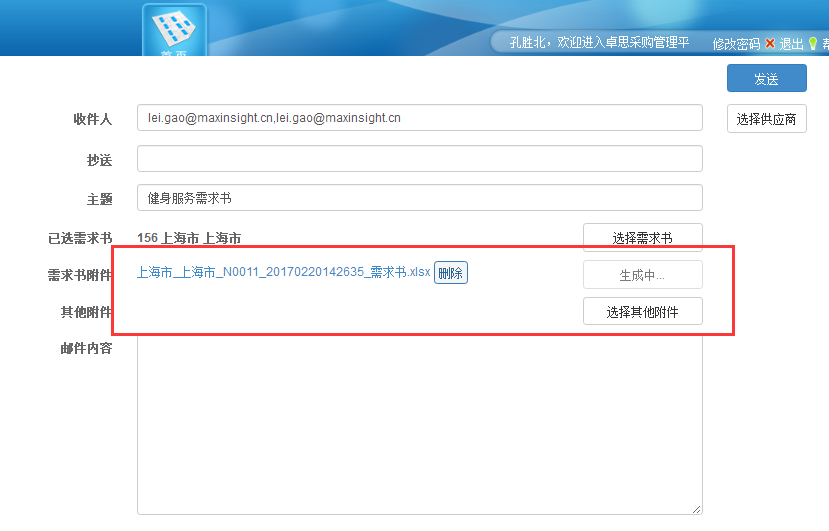 首页
孔胜北，欢迎进入卓思采购管理平
修改密码 退出
发送
收件人 lei.gao@maxinsight.cn,lei.gao@maxinsight.cn 选择供应商
抄送
主题 健身服务需求书
已选需求书 156 上海市 上海市 选择需求书
需求书附件 上海市_上海市_N0011_20170220142635_需求书.xlsx 删除 生成中...
其他附件 选择其他附件
邮件内容